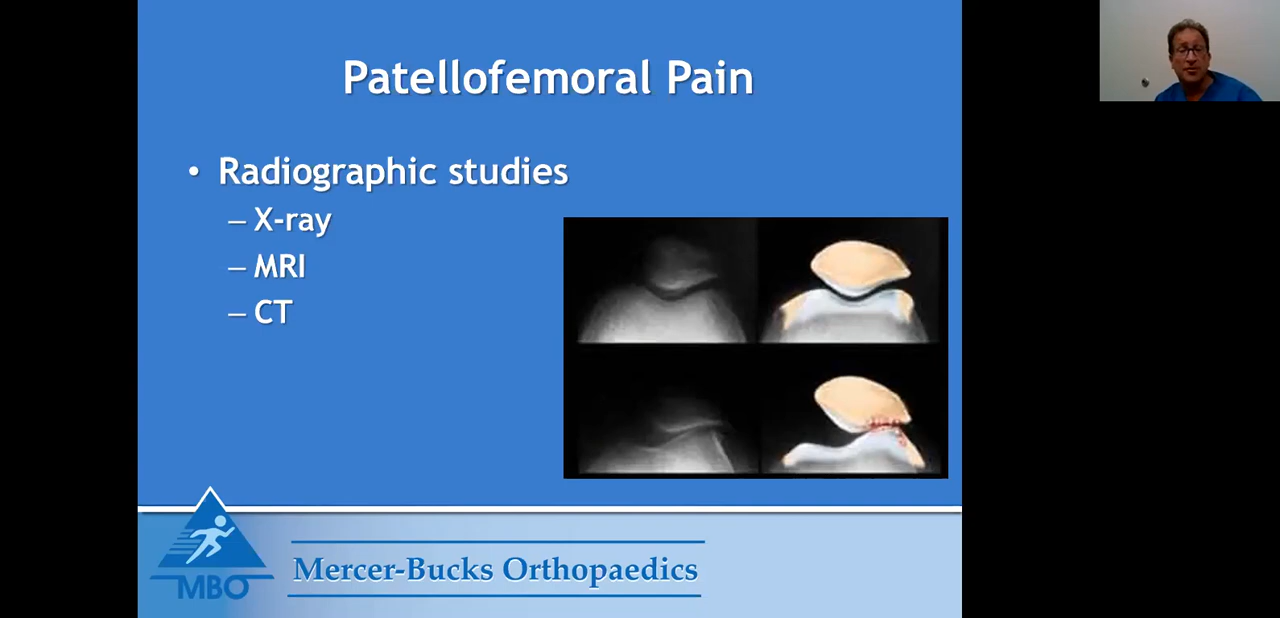 Patellofemoral Pain
• Radiographic studies
– X-ray
– MRI
– CT
MBO
Mercer-Bucks Orthopaedics